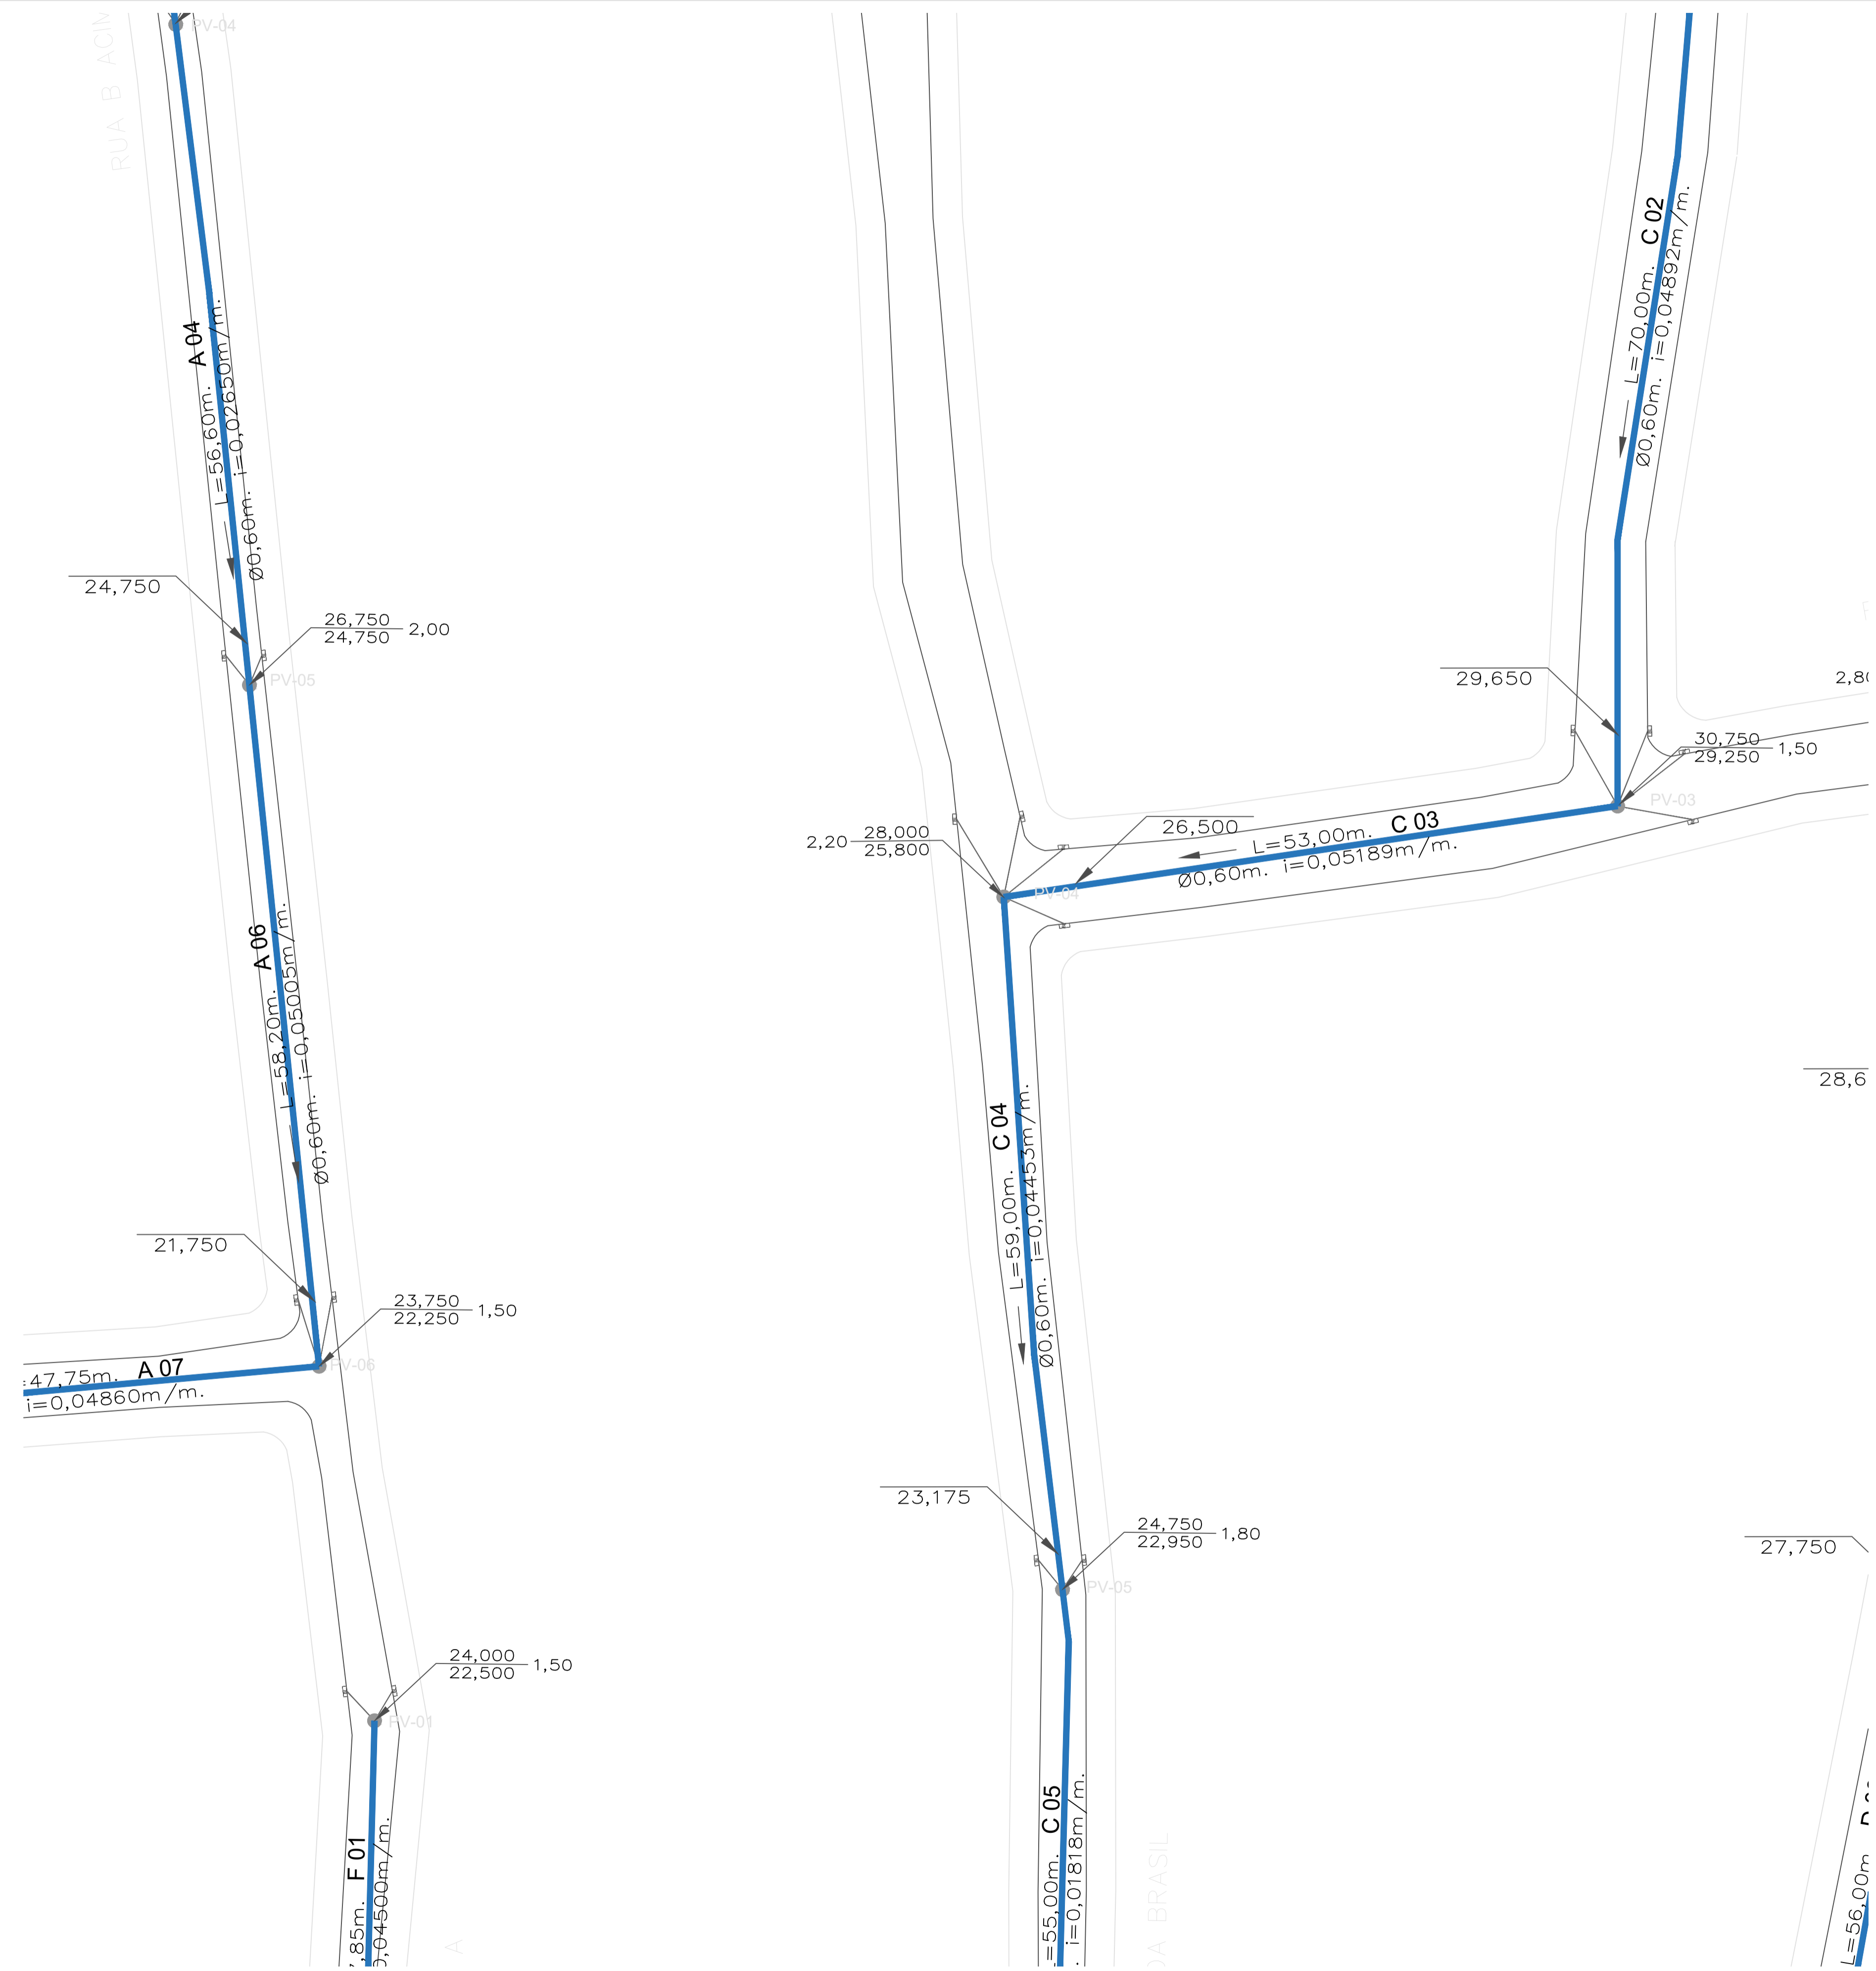 PV-04
RUA B ACIM
A 04
L=56,60m.
i=0,02650m/m.
Ø0,60m.
24,750
26,750
24,750
2,00
PV-05
A 06
L=58,20m.
i=0,05005m/m.
Ø0,60m.
21,750
23,750
22,250
1,50
PV-06
A 07
=47,75m.
i=0,04860m/m.
24,000
22,500
1,50
PV-01
F 01
,85m.
0,04500m/m.
A
C 02
L=70,00m.
Ø0,60m. i=0,04892m/m.
29,650
30,750
29,250
1,50
PV-03
2,80
C 03
L=53,00m.
Ø0,60m. i=0,05189m/m.
26,500
2,20
28,000
25,800
PV-04
C 04
L=59,00m.
Ø0,60m. i=0,04453m/m.
23,175
24,750
22,950
1,80
PV-05
C 05
=55,00m.
. i=0,01818m/m.
DA BRASIL
28,6
27,750
L=56,00m